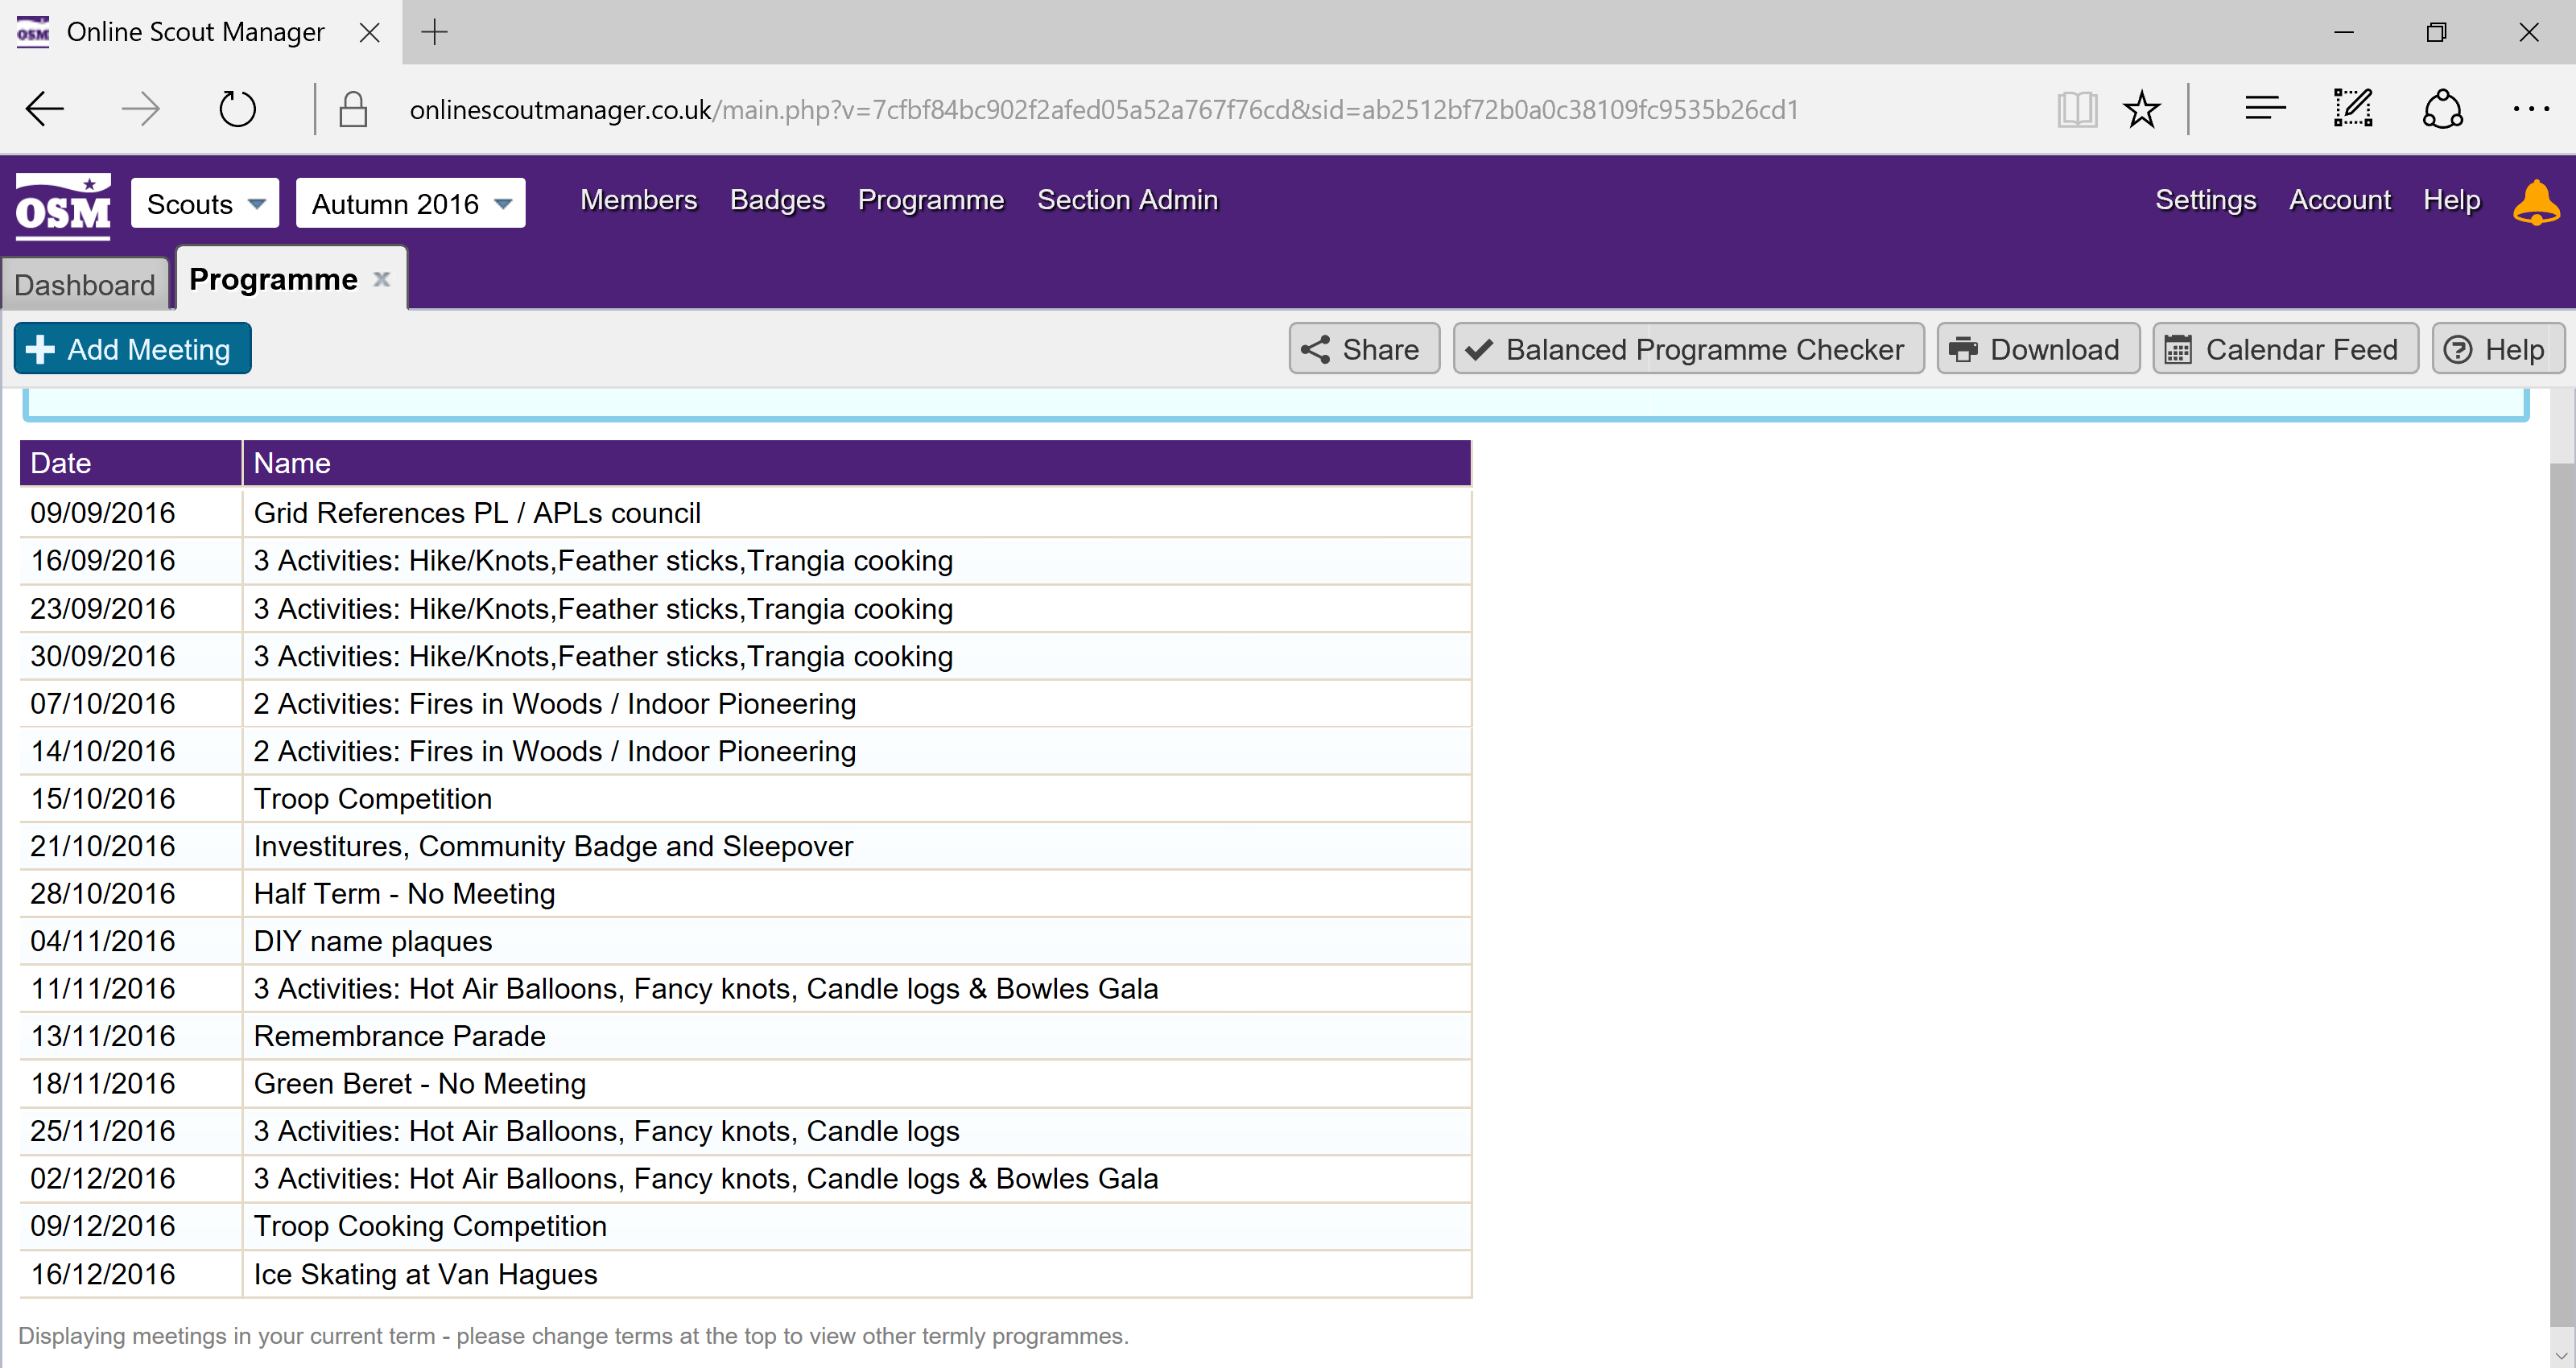 OSM Online Scout Manager
onlinescoutmanager.co.uk/main.php?v=7cfbf84bc902f2afed05a52a767f76cd&sid=ab2512bf72b0a0c38109fc9535b26cd1
OSM Scouts Autumn 2016 Members Badges Programme Section Admin Settings Account Help
Dashboard Programme x
Add Meeting Share Balanced Programme Checker Download Calendar Feed Help
Date Name
09/09/2016 Grid References PL / APLs council
16/09/2016 3 Activities: Hike/Knots,Feather sticks,Trangia cooking
23/09/2016 3 Activities: Hike/Knots,Feather sticks,Trangia cooking
30/09/2016 3 Activities: Hike/Knots,Feather sticks,Trangia cooking
07/10/2016 2 Activities: Fires in Woods / Indoor Pioneering
14/10/2016 2 Activities: Fires in Woods / Indoor Pioneering
15/10/2016 Troop Competition
21/10/2016 Investitures, Community Badge and Sleepover
28/10/2016 Half Term - No Meeting
04/11/2016 DIY name plaques
11/11/2016 3 Activities: Hot Air Balloons, Fancy knots, Candle logs & Bowles Gala
13/11/2016 Remembrance Parade
18/11/2016 Green Beret - No Meeting
25/11/2016 3 Activities: Hot Air Balloons, Fancy knots, Candle logs
02/12/2016 3 Activities: Hot Air Balloons, Fancy knots, Candle logs & Bowles Gala
09/12/2016 Troop Cooking Competition
16/12/2016 Ice Skating at Van Hagues
Displaying meetings in your current term - please change terms at the top to view other termly programmes.